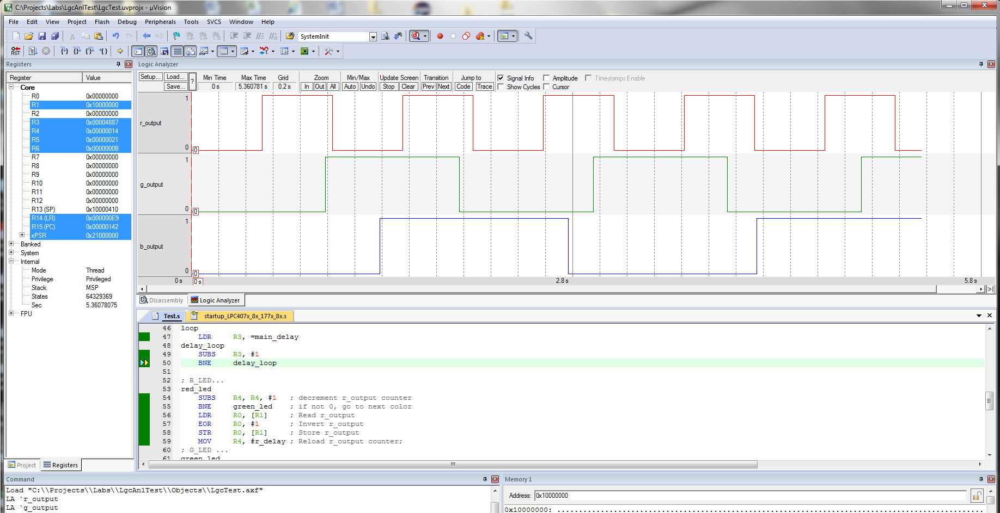 C:\Projects\Labs\LgcAnlTest\LgcTest.uvprojx - µVision
File Edit View Project Flash Debug Peripherals Tools SVCS Window Help
SystemInit
RST
Registers
Register Value
Core
R0 0x00000000
R1 0x10000000
R2 0x00000000
R3 0x00004887
R4 0x00000014
R5 0x00000021
R6 0x0000000B
R7 0x00000000
R8 0x00000000
R9 0x00000000
R10 0x00000000
R11 0x00000000
R12 0x00000000
R13 (SP) 0x10000410
R14 (LR) 0x000000E9
R15 (PC) 0x00000142
xPSR 0x21000000
Banked
System
Internal
Mode Thread
Privilege Privileged
Stack MSP
States 64329369
Sec 5.36078075
FPU
Project Registers
Logic Analyzer
Setup... Load... ? Min Time Max Time Grid Zoom Min/Max Update Screen Transition Jump to Signal Info Amplitude Timestamps Enable
Save... 0 s 5.360781 s 0.2 s In Out All Auto Undo Stop Clear Prev Next Code Trace Show Cycles Cursor
1
r_output
0 0
1
g_output
0 0
1
b_output
0 0
0 s 0 s 2.8 s 5.8 s
Disassembly Logic Analyzer
Test.s startup_LPC407x_8x_177x_8x.s
46 loop
47 LDR R3, =main_delay
48 delay_loop
49 SUBS R3, #1
50 BNE delay_loop
51
52 ; R_LED...
53 red_led
54 SUBS R4, R4, #1 ; decrement r_output counter
55 BNE green_led ; if not 0, go to next color
56 LDR R0, [R1] ; Read r_output
57 EOR R0, #1 ; Invert r_output
58 STR R0, [R1] ; Store r_output
59 MOV R4, #r_delay ; Reload r_output counter;
60 ; G_LED ...
61 green_led
Command
Load "C:\\Projects\\Labs\\LgcAnlTest\\Objects\\LgcTest.axf"
LA `r_output
LA `g_output
Memory 1
Address: 0x10000000
0x10000000: ....................